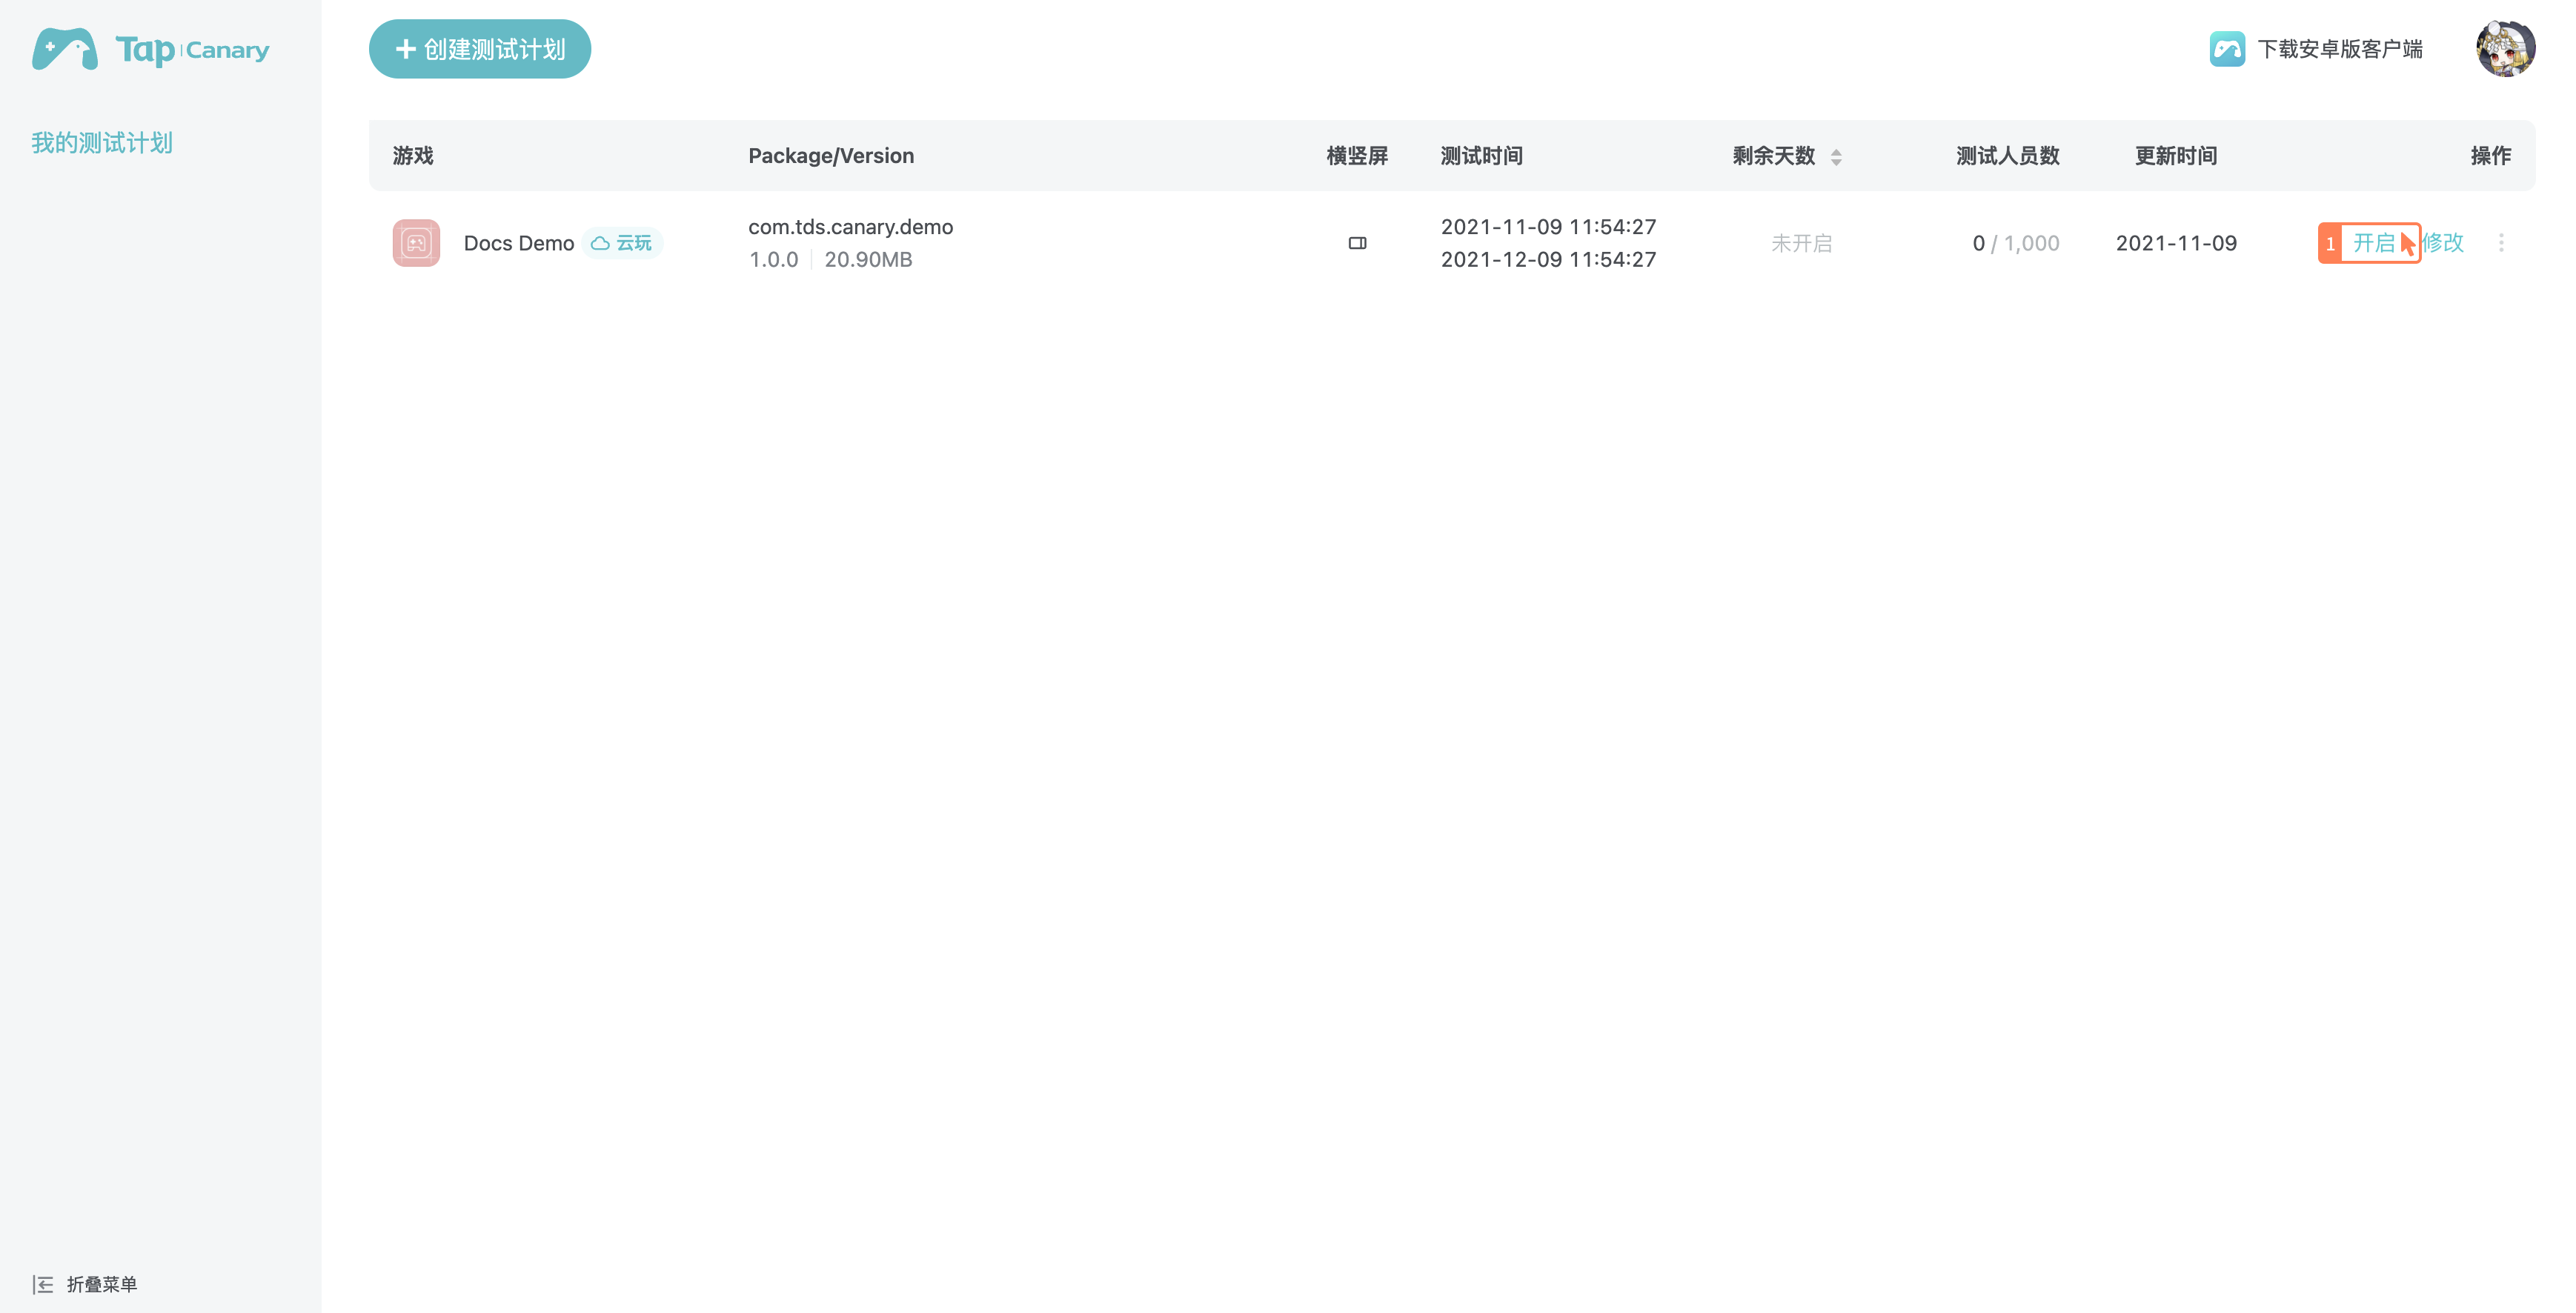 Tap | Canary
创建测试计划
下载安卓版客户端
我的测试计划
游戏 Package/Version 横竖屏 测试时间 剩余天数 测试人员数 更新时间 操作
Docs Demo 云玩
com.tds.canary.demo
1.0.0 20.90MB
2021-11-09 11:54:27
2021-12-09 11:54:27
未开启
0 / 1,000
2021-11-09
1 开启 修改
折叠菜单